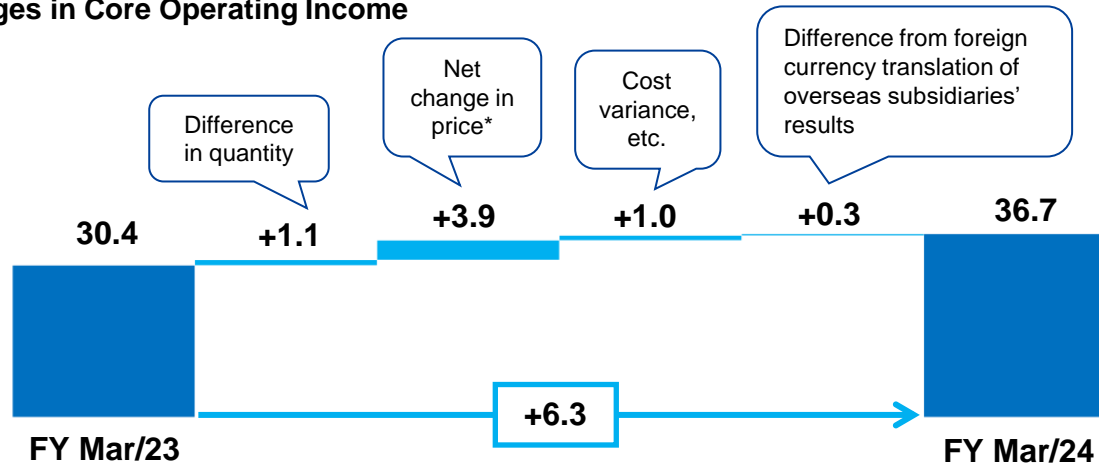 ges in Core Operating Income
Difference
in quantity
Net
change in
price*
Cost
variance,
etc.
Difference from foreign
currency translation of
overseas subsidiaries’
results
30.4
+1.1
+3.9
+1.0
+0.3
36.7
+6.3
FY Mar/23
FY Mar/24